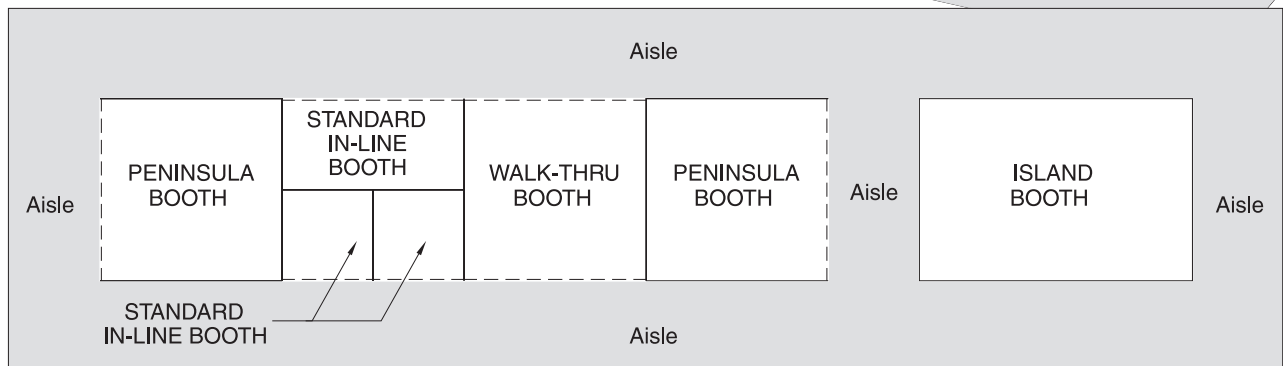 Aisle
STANDARD
IN-LINE
BOOTH
PENINSULA
BOOTH
WALK-THRU
BOOTH
PENINSULA
BOOTH
ISLAND
BOOTH
Aisle
Aisle
Aisle
STANDARD
IN-LINE BOOTH
Aisle